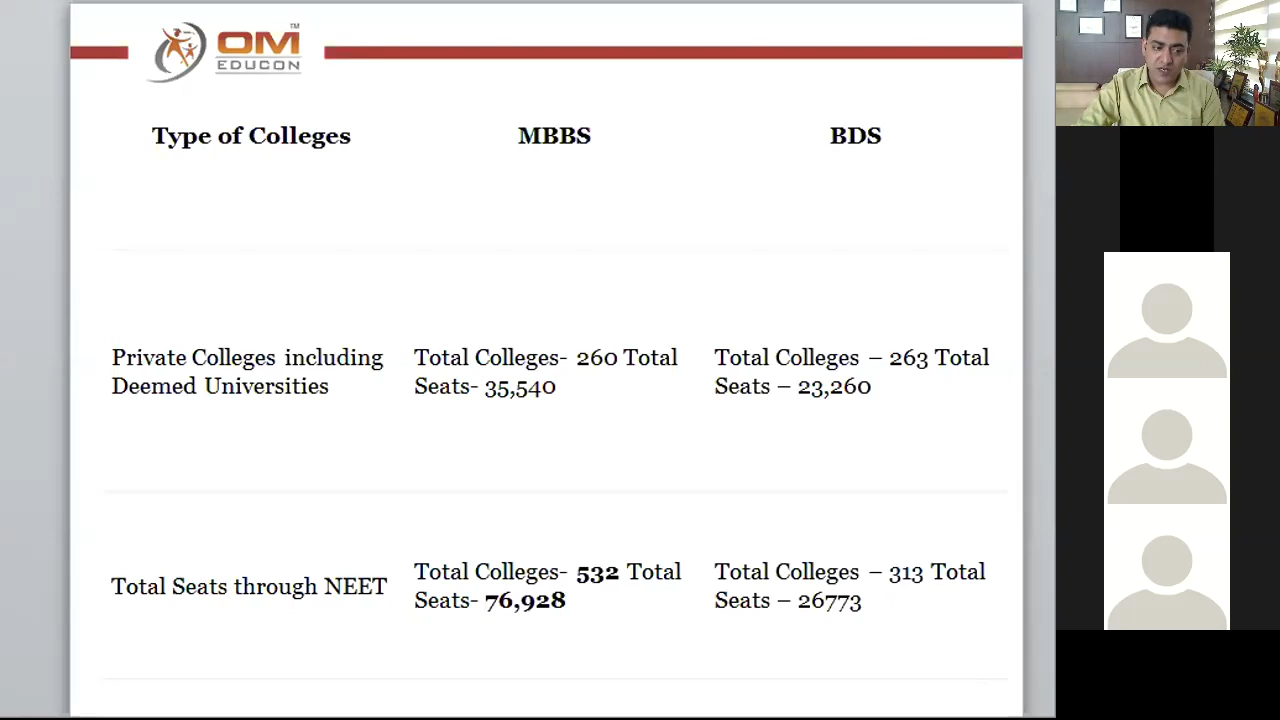 OM
TM
EDUCON
Type of Colleges
MBBS
BDS
Private Colleges including
Deemed Universities
Total Colleges- 260 Total
Seats- 35,540
Total Colleges – 263 Total
Seats – 23,260
Total Seats through NEET
Total Colleges- 532 Total
Seats- 76,928
Total Colleges – 313 Total
Seats – 26773